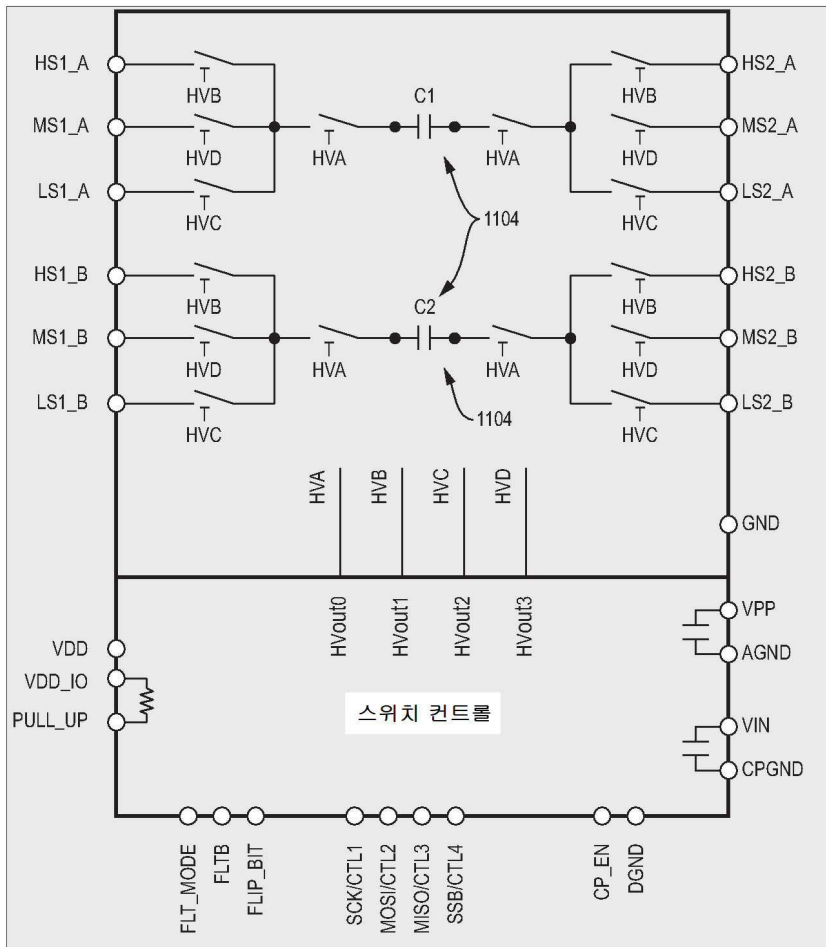 HS1_A
HVB
C1
HVB
HS2_A
MS1_A
HVD
HVA
HVA
HVD
MS2_A
LS1_A
HVC
1104
HVC
LS2_A
HS1_B
HVB
C2
HVB
HS2_B
MS1_B
HVD
HVA
HVA
HVD
MS2_B
LS1_B
HVC
1104
HVC
LS2_B
HVA
HVB
HVC
HVD
GND
HVout0
HVout1
HVout2
HVout3
VPP
AGND
VDD
VDD_IO
PULL_UP
스위치 컨트롤
VIN
CPGND
FLT_MODE
FLTB
FLIP_BIT
SCK/CTL1
MOSI/CTL2
MISO/CTL3
SSB/CTL4
CP_EN
DGND